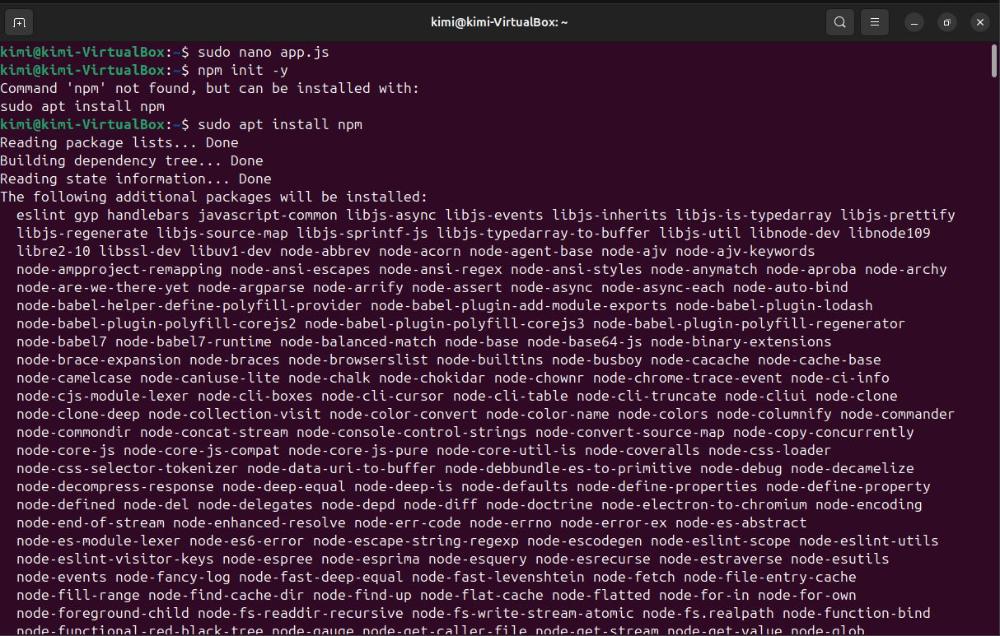 kimi@kimi-VirtualBox: ~
kimi@kimi-VirtualBox:~$ sudo nano app.js
kimi@kimi-VirtualBox:~$ npm init -y
Command 'npm' not found, but can be installed with:
sudo apt install npm
kimi@kimi-VirtualBox:~$ sudo apt install npm
Reading package lists... Done
Building dependency tree... Done
Reading state information... Done
The following additional packages will be installed:
eslint gyp handlebars javascript-common libjs-async libjs-events libjs-inherits libjs-is-typedarray libjs-prettify
libjs-regenerate libjs-source-map libjs-sprintf-js libjs-typedarray-to-buffer libjs-util libnode-dev libnode109
libre2-10 libssl-dev libuv1-dev node-abbrev node-acorn node-agent-base node-ajv node-ajv-keywords
node-ampproject-remapping node-ansi-escapes node-ansi-regex node-ansi-styles node-anymatch node-aproba node-archy
node-are-we-there-yet node-argparse node-arrify node-assert node-async node-async-each node-auto-bind
node-babel-helper-define-polyfill-provider node-babel-plugin-add-module-exports node-babel-plugin-lodash
node-babel-plugin-polyfill-corejs2 node-babel-plugin-polyfill-corejs3 node-babel-plugin-polyfill-regenerator
node-babel7 node-babel7-runtime node-balanced-match node-base node-base64-js node-binary-extensions
node-brace-expansion node-braces node-browserslist node-builtins node-busboy node-cacache node-cache-base
node-camelcase node-caniuse-lite node-chalk node-chokidar node-chownr node-chrome-trace-event node-ci-info
node-cjs-module-lexer node-cli-boxes node-cli-cursor node-cli-table node-cli-truncate node-cliui node-clone
node-clone-deep node-collection-visit node-color-convert node-color-name node-colors node-columnify node-commander
node-commondir node-concat-stream node-console-control-strings node-convert-source-map node-copy-concurrently
node-core-js node-core-js-compat node-core-js-pure node-core-util-is node-coveralls node-css-loader
node-css-selector-tokenizer node-data-uri-to-buffer node-debbundle-es-to-primitive node-debug node-decamelize
node-decompress-response node-deep-equal node-deep-is node-defaults node-define-properties node-define-property
node-defined node-del node-delegates node-depd node-diff node-doctrine node-electron-to-chromium node-encoding
node-end-of-stream node-enhanced-resolve node-err-code node-errno node-error-ex node-es-abstract
node-es-module-lexer node-es6-error node-escape-string-regexp node-escodegen node-eslint-scope node-eslint-utils
node-eslint-visitor-keys node-espree node-esprima node-esquery node-esrecurse node-estraverse node-esutils
node-events node-fancy-log node-fast-deep-equal node-fast-levenshtein node-fetch node-file-entry-cache
node-fill-range node-find-cache-dir node-find-up node-flat-cache node-flatted node-for-in node-for-own
node-foreground-child node-fs-readdir-recursive node-fs-write-stream-atomic node-fs.realpath node-function-bind
node-functional-red-black-tree node-gauge node-get-caller-file node-get-stream node-get-value node-glob